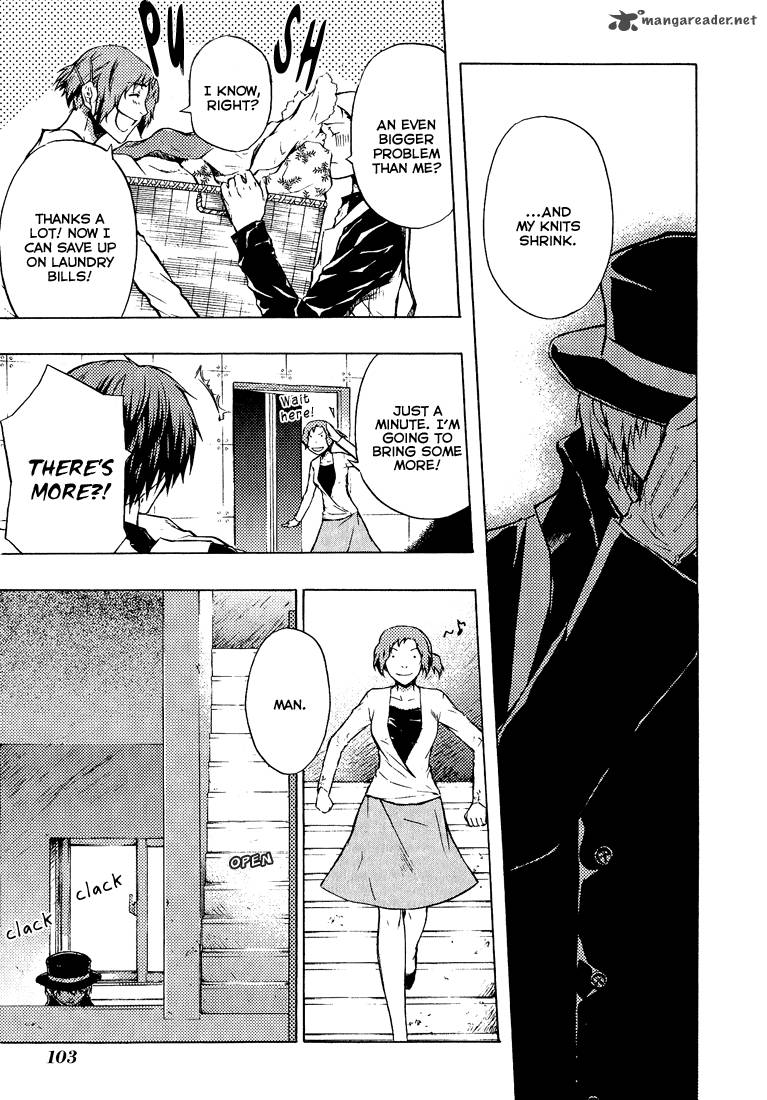 mangareader.net
...AND
MY KNITS
SHRINK.
PUSH
AN EVEN
BIGGER
PROBLEM
THAN ME?
I KNOW,
RIGHT?
THANKS A
LOT! NOW I
CAN SAVE UP
ON LAUNDRY
BILLS!
JUST
A MINUTE. I'M
GOING TO
BRING SOME
MORE!
Wait
here!
THERE'S
MORE?!
MAN.
OPEN
clack
clack
103